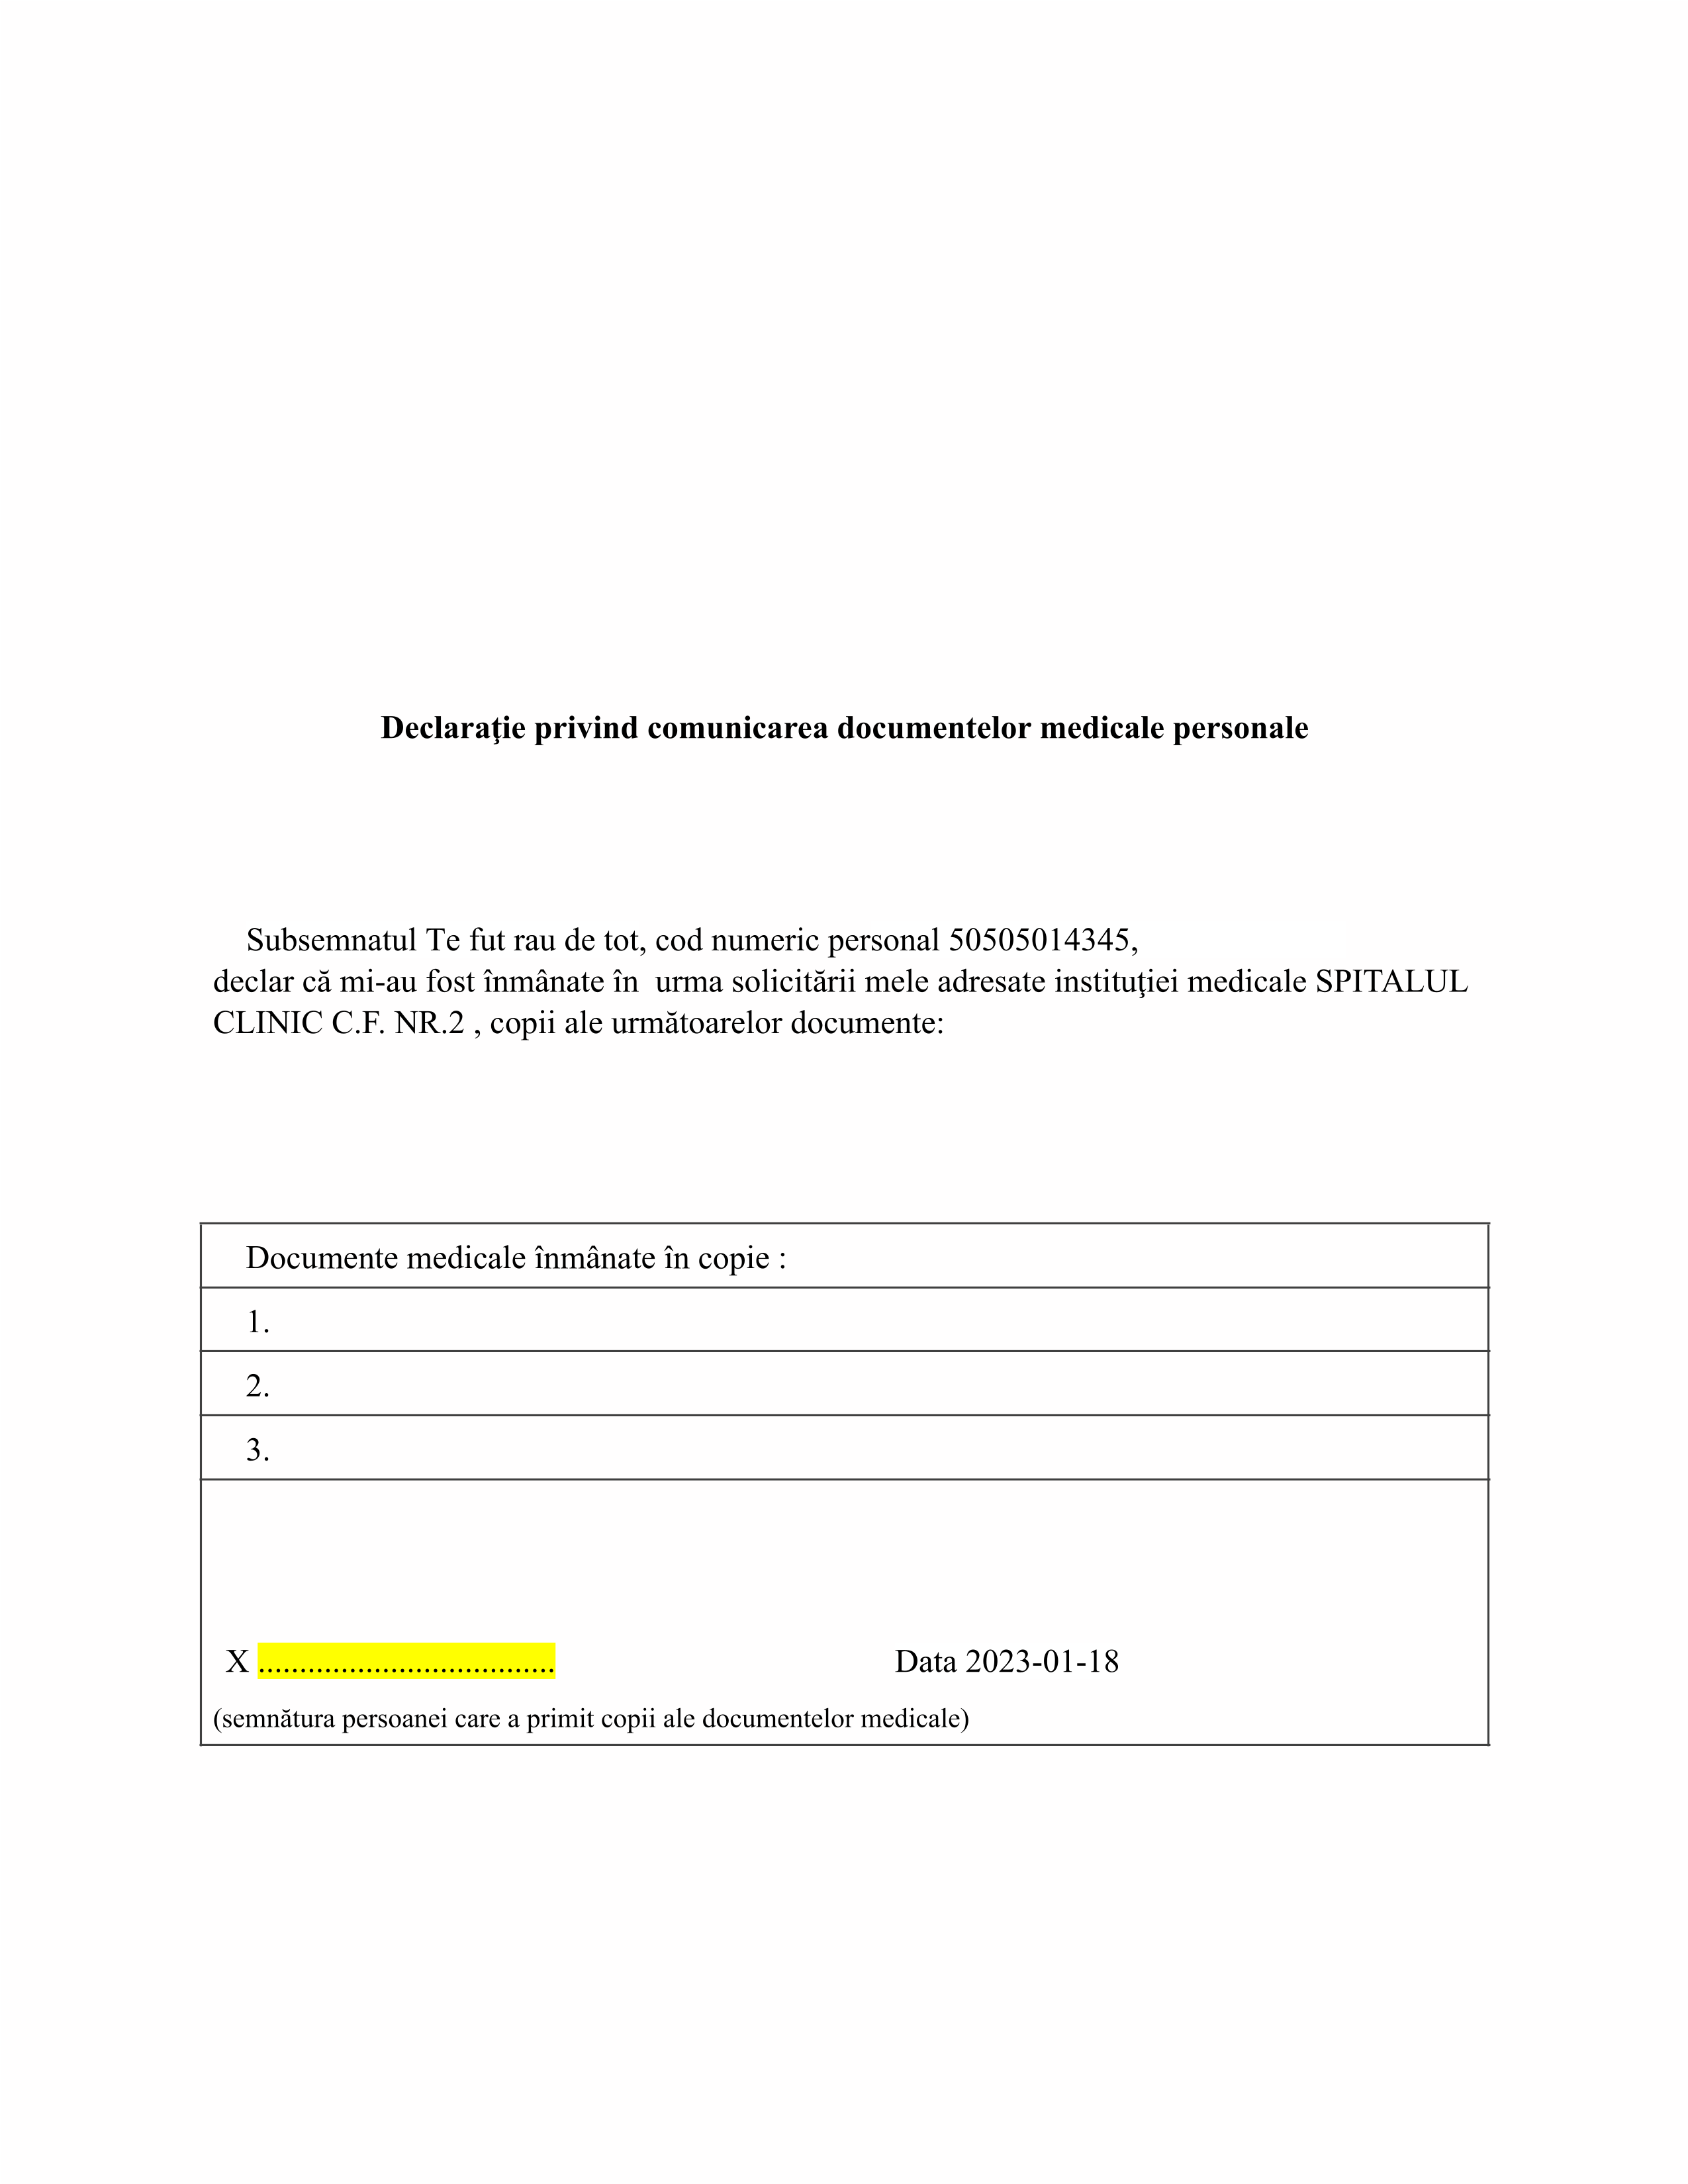 Declaraţie privind comunicarea documentelor medicale personale
Subsemnatul Te fut rau de tot, cod numeric personal 50505014345,
declar că mi-au fost înmânate în  urma solicitării mele adresate instituţiei medicale SPITALUL
CLINIC C.F. NR.2 , copii ale următoarelor documente:
Documente medicale înmânate în copie :
1.
2.
3.
X .................................... Data 2023-01-18
(semnătura persoanei care a primit copii ale documentelor medicale)